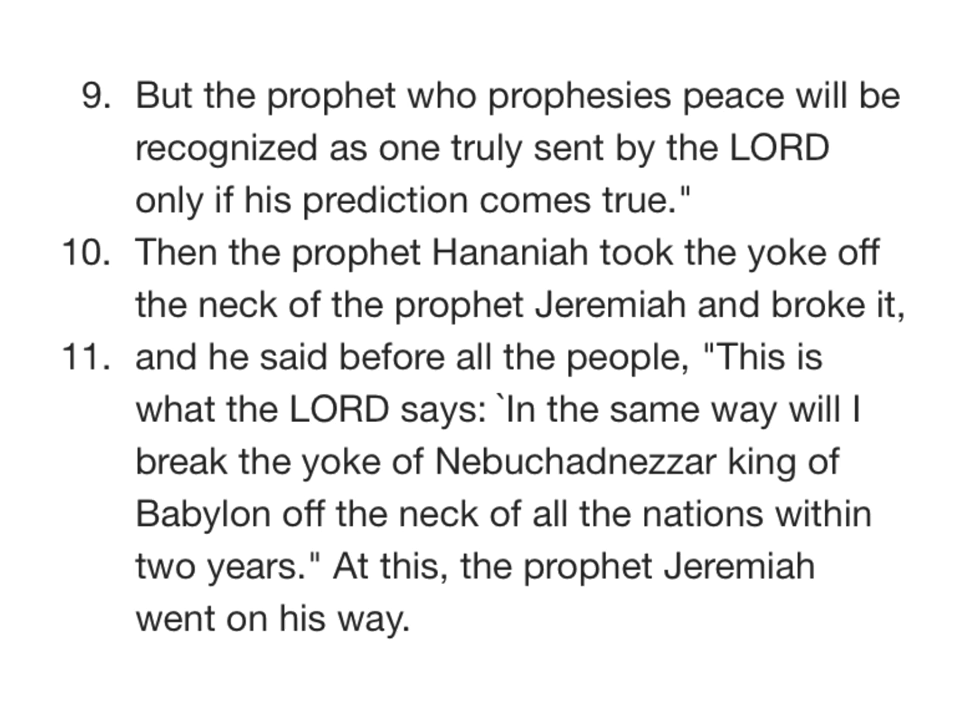 9. But the prophet who prophesies peace will be
recognized as one truly sent by the LORD
only if his prediction comes true."
10. Then the prophet Hananiah took the yoke off
the neck of the prophet Jeremiah and broke it,
11. and he said before all the people, "This is
what the LORD says: `In the same way will I
break the yoke of Nebuchadnezzar king of
Babylon off the neck of all the nations within
two years." At this, the prophet Jeremiah
went on his way.